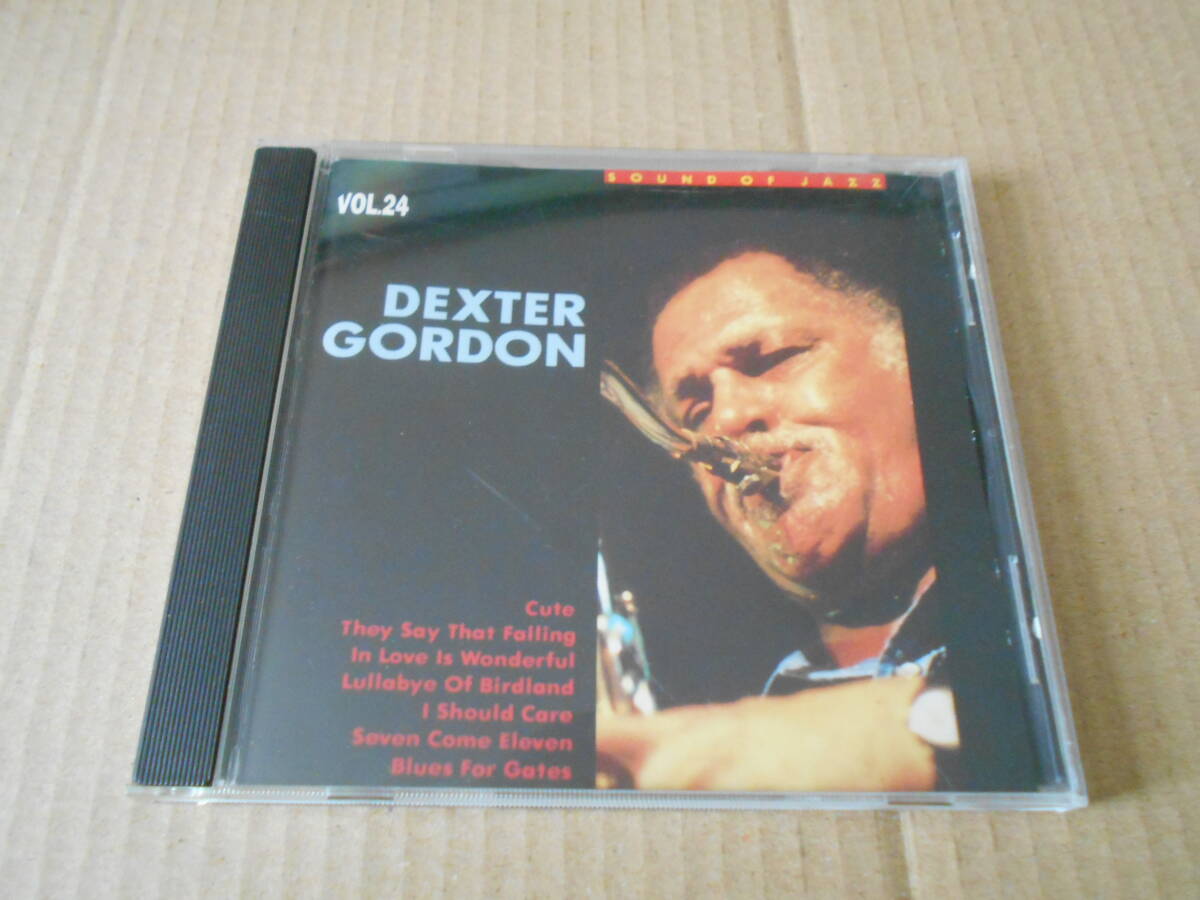 SOUND OF JAZZ
VOL.24
DEXTER
GORDON
Cute
They Say That Falling
In Love Is Wonderful
Lullabye Of Birdland
I Should Care
Seven Come Eleven
Blues For Gates